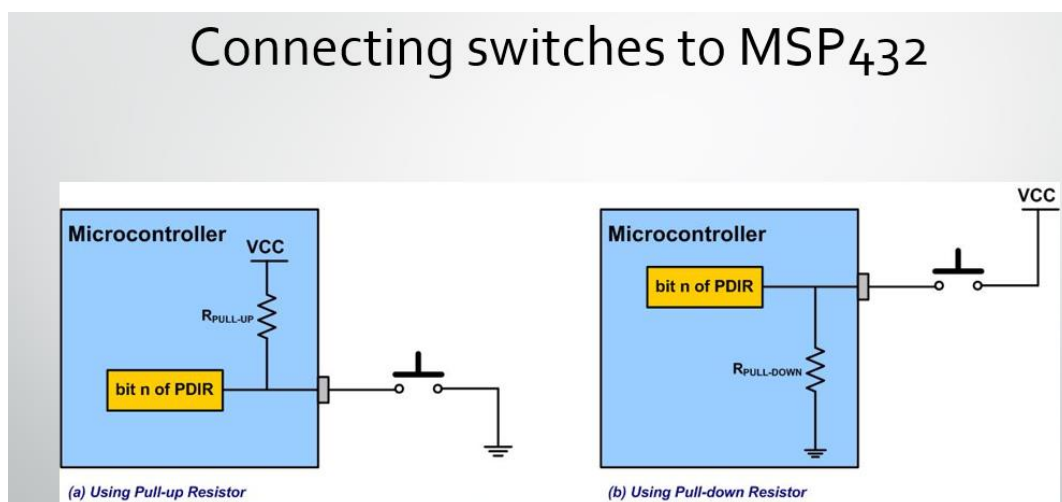 Connecting switches to MSP432
Microcontroller
VCC
RPULL-UP
bit n of PDIR
(a) Using Pull-up Resistor
VCC
Microcontroller
bit n of PDIR
RPULL-DOWN
(b) Using Pull-down Resistor